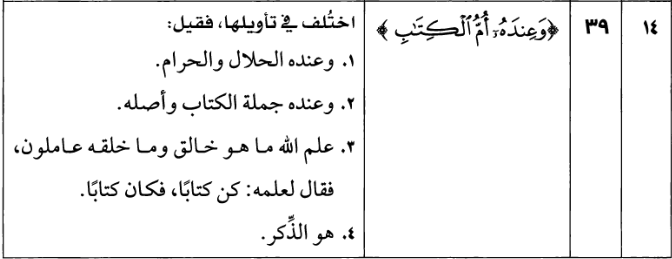 ١٤
٣٩
﴿وَعِندَهُۥٓ أُمُّ ٱلۡكِتَٰبِ﴾
اختُلف في تأويلها، فقيل:
١. وعنده الحلال والحرام.
٢. وعنده جملة الكتاب وأصله.
٣. علم الله ما هو خالق وما خلقه عاملون،
فقال لعلمه: كن كتابًا، فكان كتابًا.
٤. هو الذِّكر.